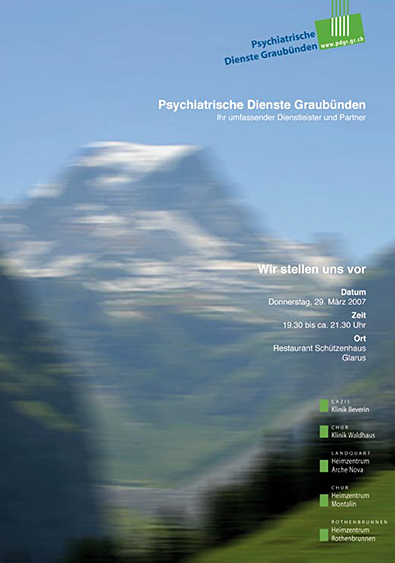 Psychiatrische
Dienste Graubünden
www.pdgr-gr.ch
Psychiatrische Dienste Graubünden
Ihr umfassender Dienstleister und Partner
Wir stellen uns vor
Datum
Donnerstag, 29. März 2007
Zeit
19.30 bis ca. 21.30 Uhr
Ort
Restaurant Schützenhaus
Glarus
CAZIS
Klinik Beverin
CHUR
Klinik Waldhaus
LANDQUART
Heimzentrum
Arche Nova
CHUR
Heimzentrum
Montalin
ROTHENBRUNNEN
Heimzentrum
Rothenbrunnen